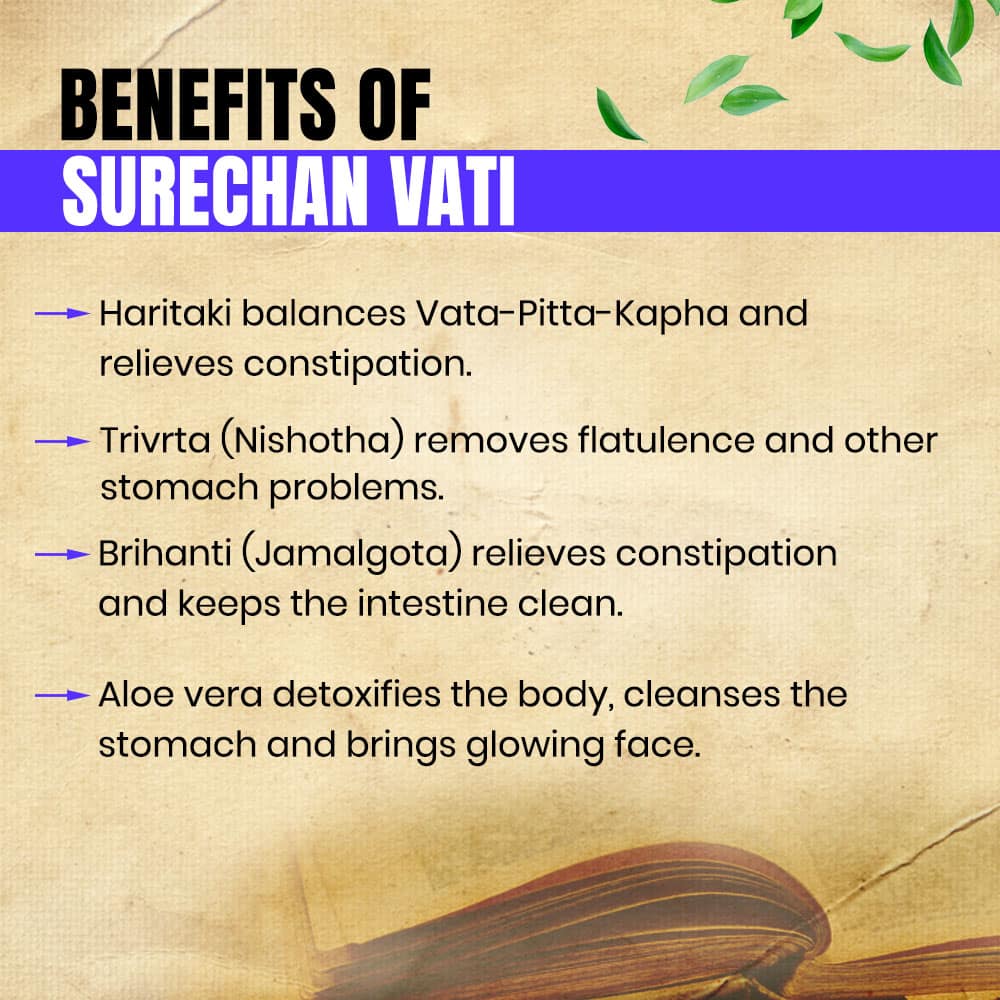 BENEFITS OF
SURECHAN VATI
Haritaki balances Vata-Pitta-Kapha and
relieves constipation.
Trivrta (Nishotha) removes flatulence and other
stomach problems.
Brihanti (Jamalgota) relieves constipation
and keeps the intestine clean.
Aloe vera detoxifies the body, cleanses the
stomach and brings glowing face.